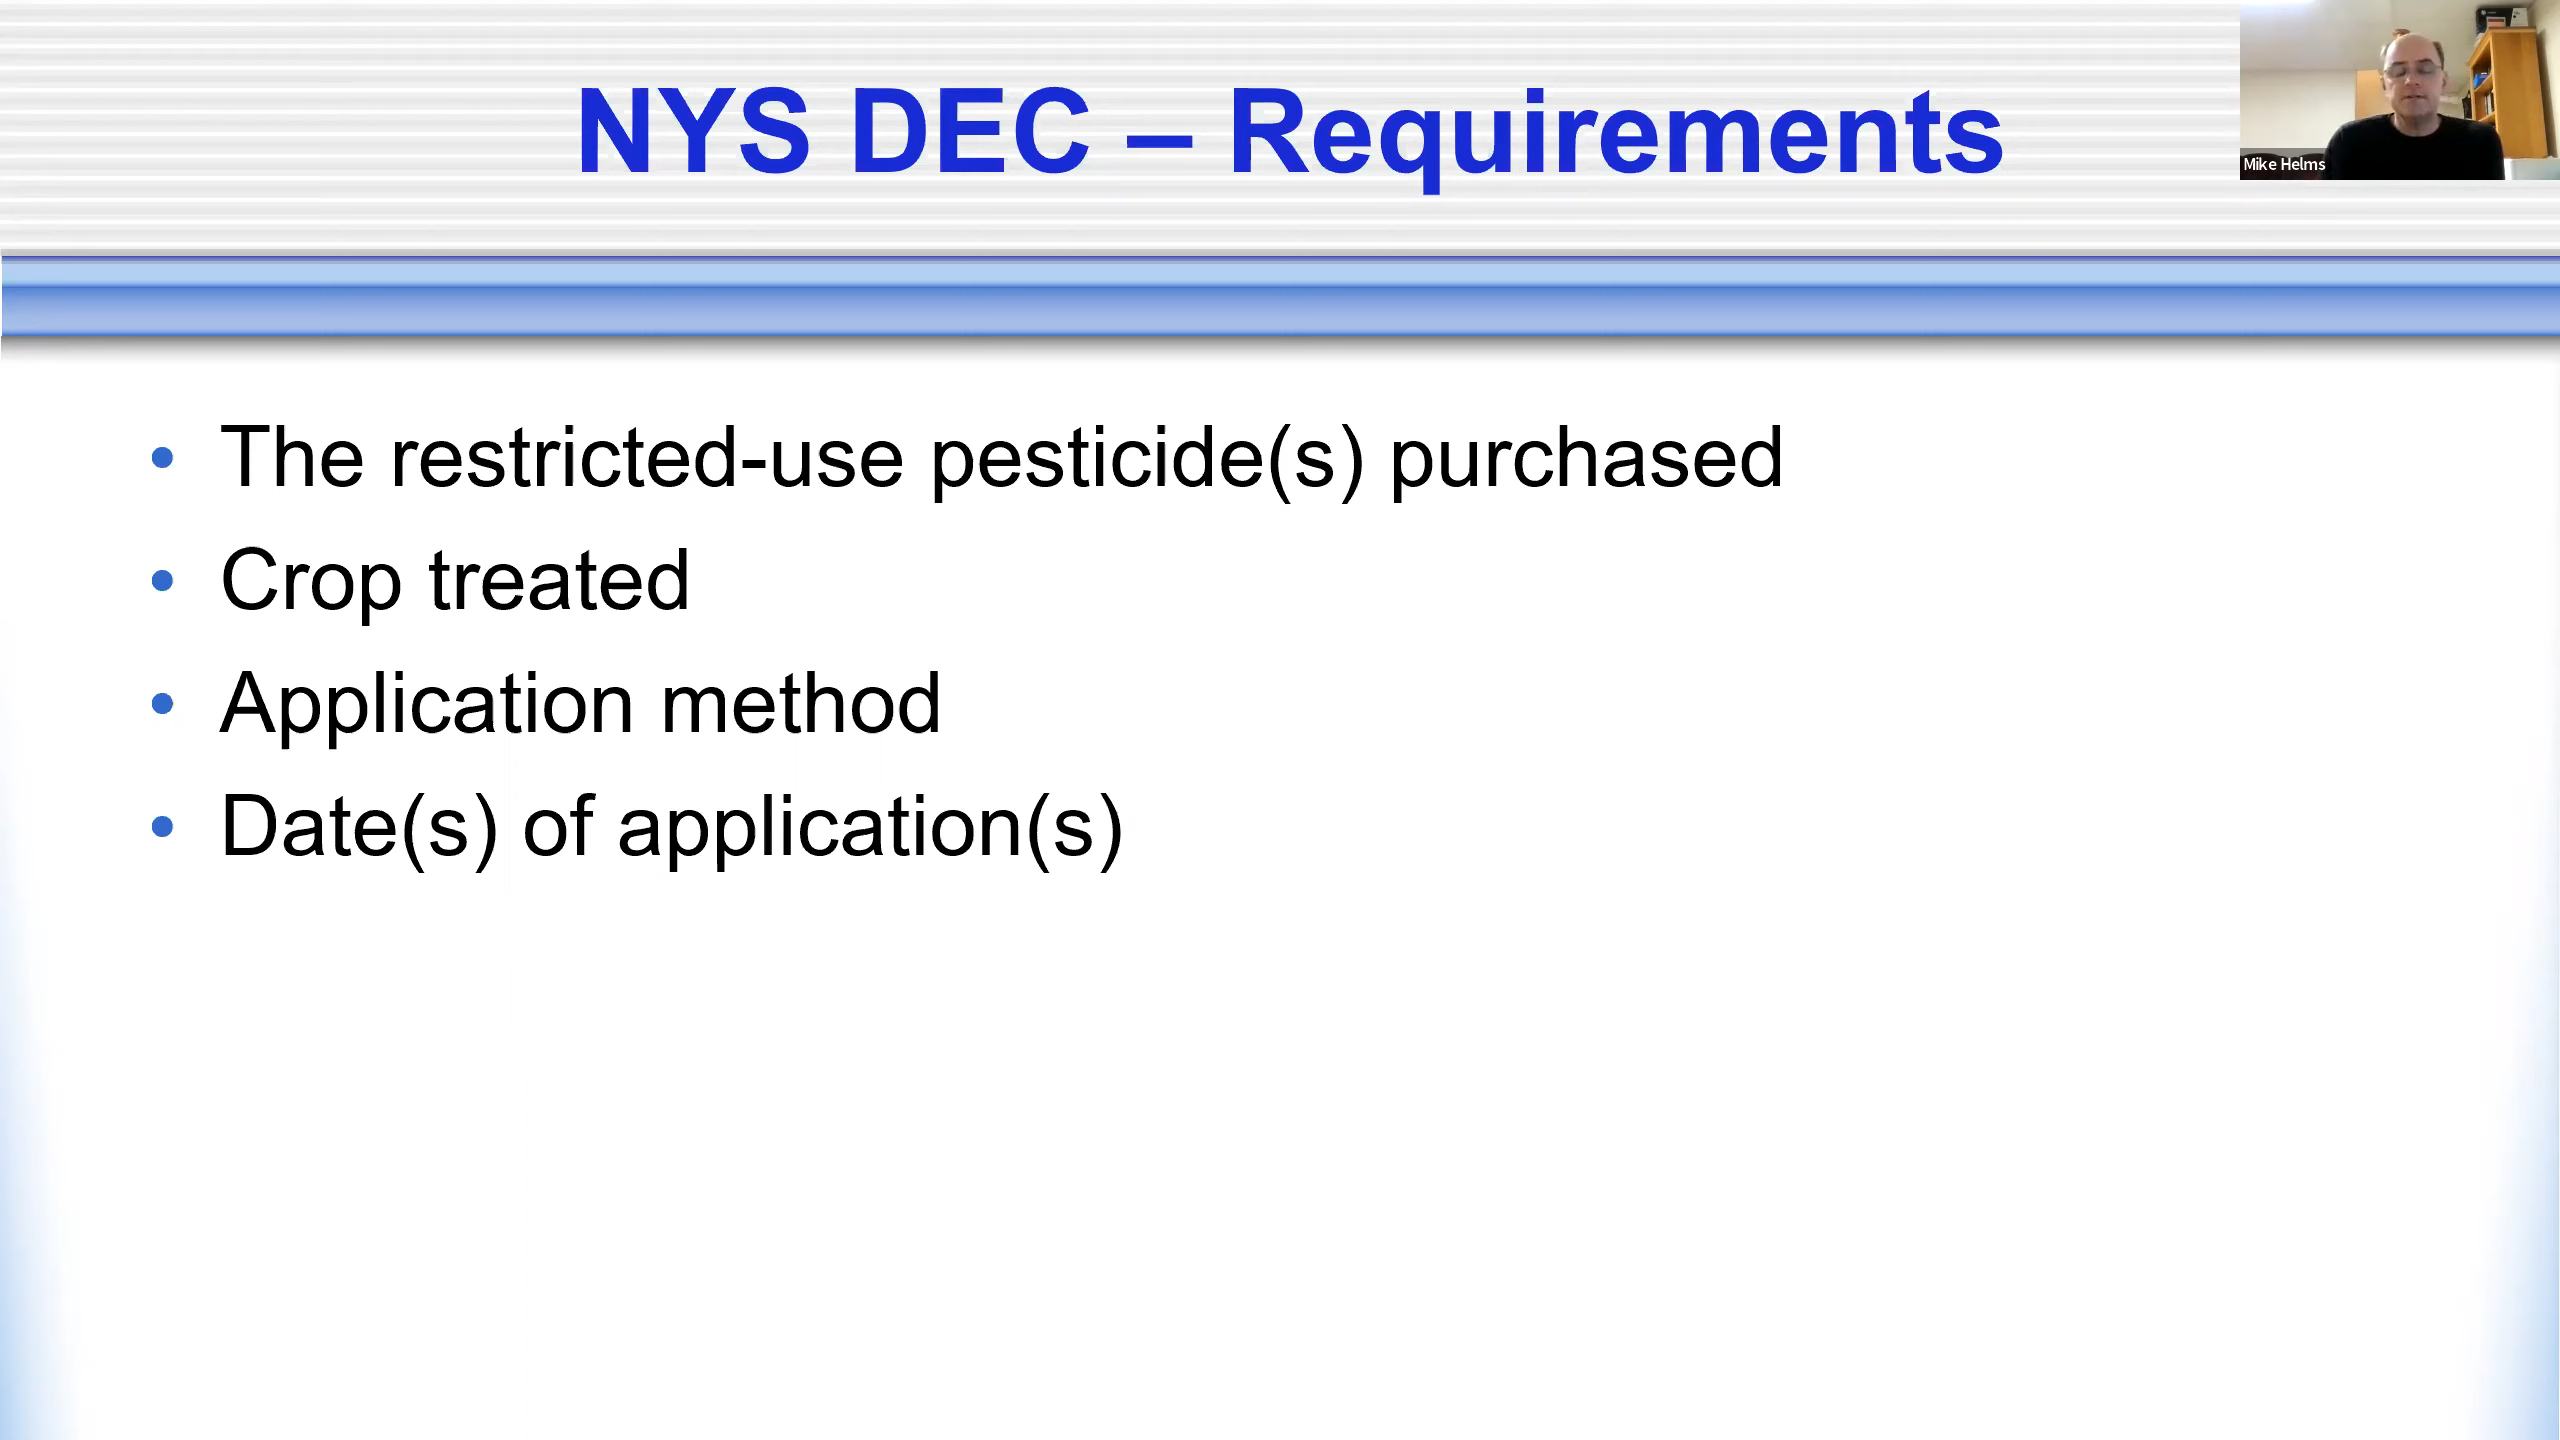 NYS DEC – Requirements
Mike Helms
• The restricted-use pesticide(s) purchased
• Crop treated
• Application method
• Date(s) of application(s)